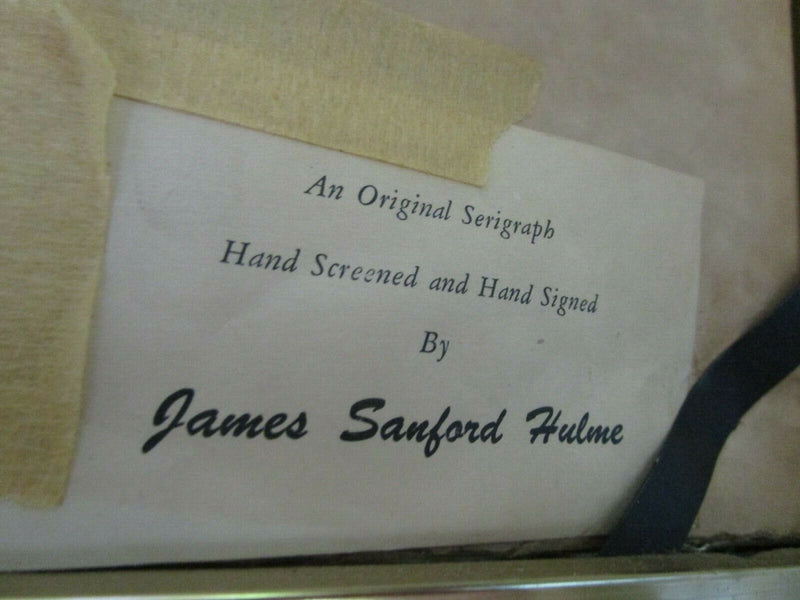 An Original Serigraph
Hand Screened and Hand Signed
By
James Sanford Hulme